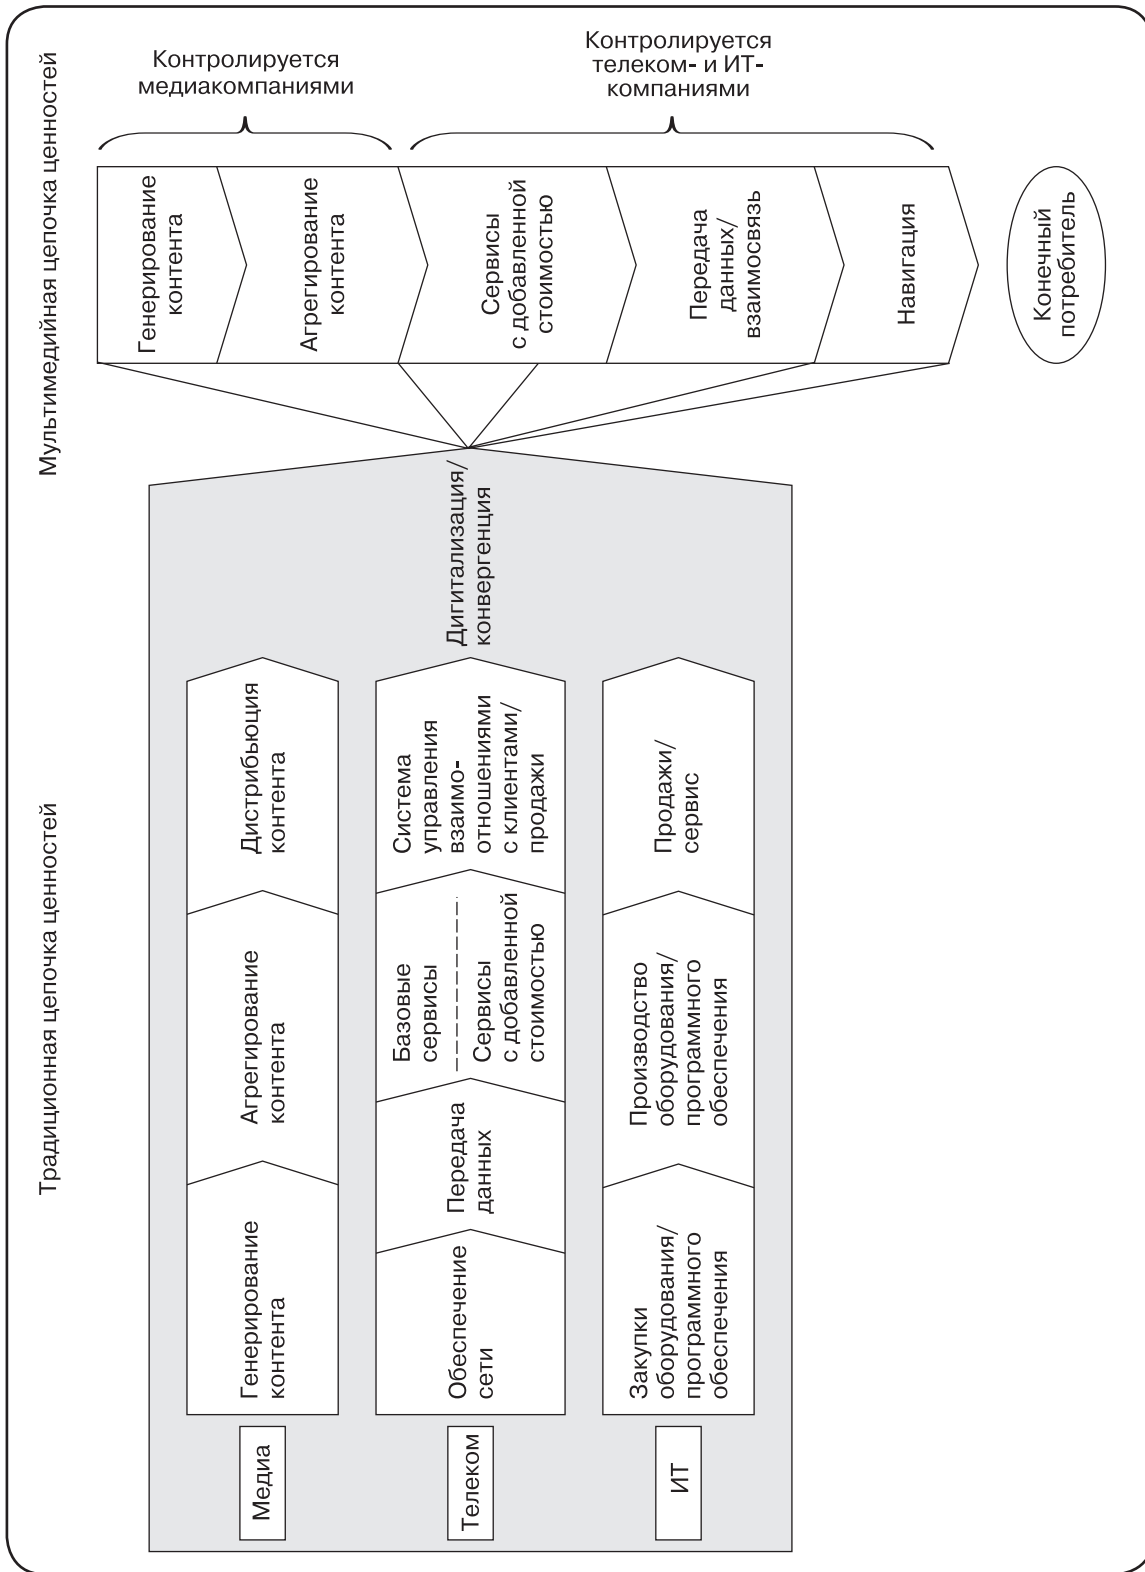 Традиционная цепочка ценностей
Мультимедийная цепочка ценностей
Медиа
Генерирование
контента
Агрегирование
контента
Дистрибьюция
контента
Телеком
Обеспечение
сети
Передача
данных
Базовые
сервисы
Сервисы
с добавленной
стоимостью
Система
управления
взаимо-
отношениями
с клиентами/
продажи
ИТ
Закупки
оборудования/
программного
обеспечения
Производство
оборудования/
программного
обеспечения
Продажи/
сервис
Дигитализация/
конвергенция
Контролируется
медиакомпаниями
Контролируется
телеком- и ИТ-
компаниями
Генерирование
контента
Агрегирование
контента
Сервисы
с добавленной
стоимостью
Передача
данных/
взаимосвязь
Навигация
Конечный
потребитель